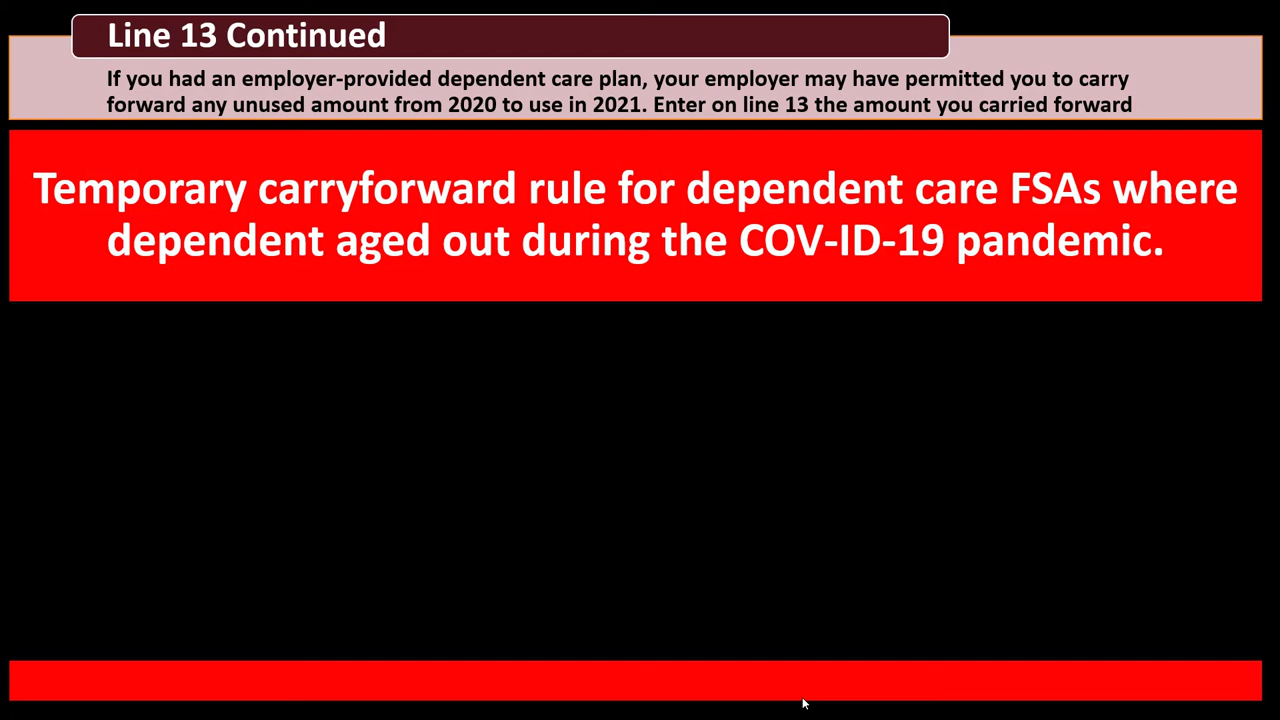 Line 13 Continued
If you had an employer-provided dependent care plan, your employer may have permitted you to carry
forward any unused amount from 2020 to use in 2021. Enter on line 13 the amount you carried forward
Temporary carryforward rule for dependent care FSAs where
dependent aged out during the COV-ID-19 pandemic.